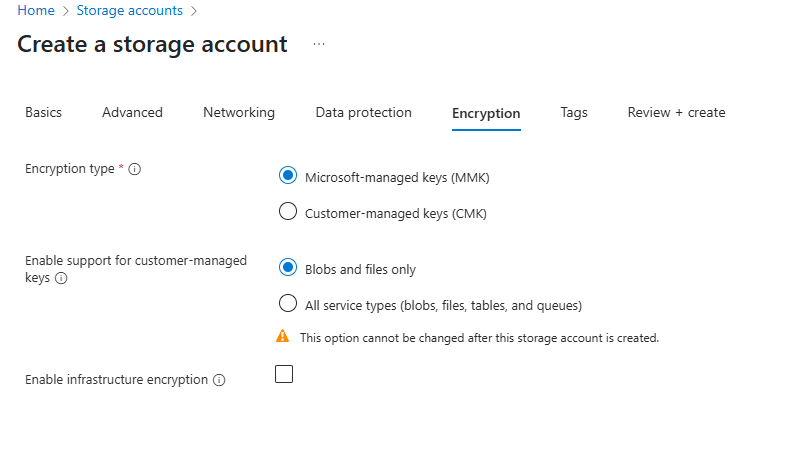 Home > Storage accounts >
Create a storage account ...
Basics Advanced Networking Data protection Encryption Tags Review + create
Encryption type *
Microsoft-managed keys (MMK)
Customer-managed keys (CMK)
Enable support for customer-managed
keys
Blobs and files only
All service types (blobs, files, tables, and queues)
This option cannot be changed after this storage account is created.
Enable infrastructure encryption